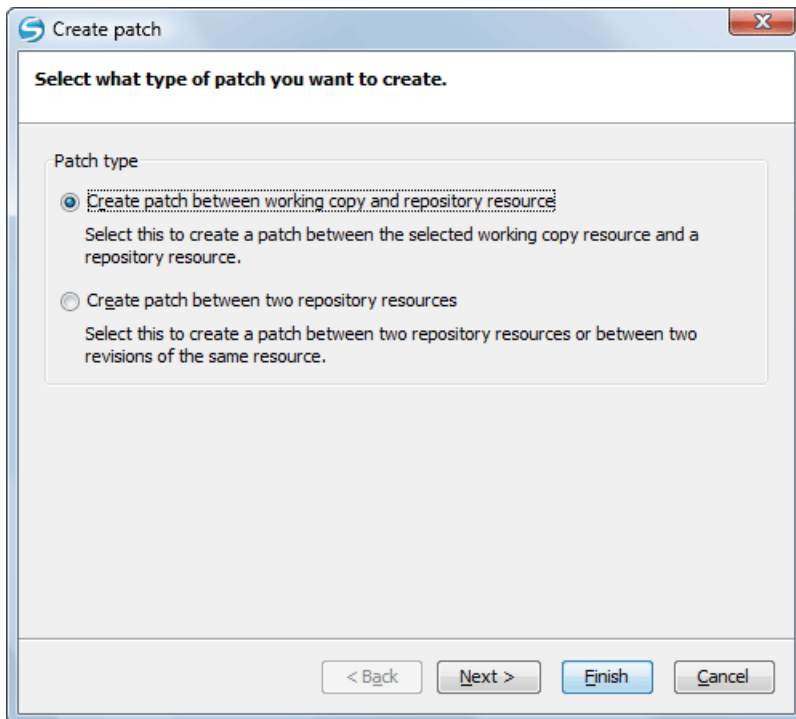 Create patch
Select what type of patch you want to create.
Patch type
Create patch between working copy and repository resource
Select this to create a patch between the selected working copy resource and a
repository resource.
Create patch between two repository resources
Select this to create a patch between two repository resources or between two
revisions of the same resource.
< Back
Next >
Finish
Cancel